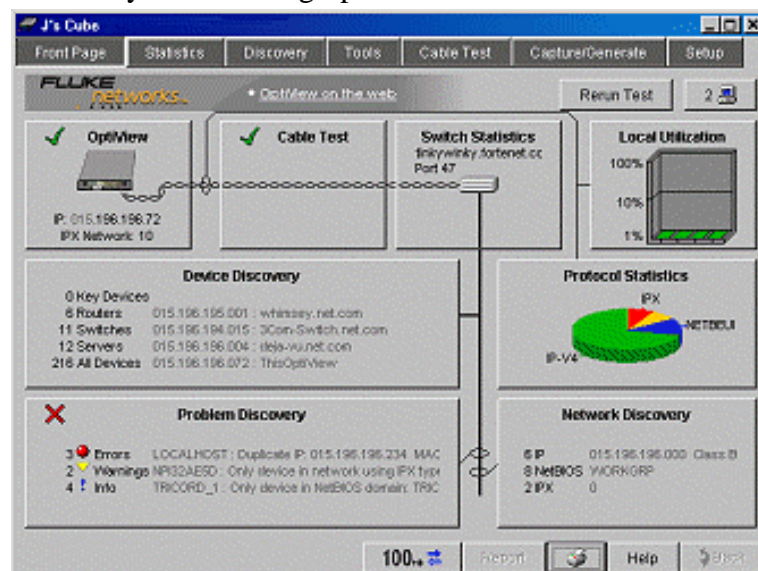 J's Cube
Front Page Statistics Discovery Tools Cable Test Capture/Generate Setup
FLUKE networks.
OptiView on the web
Rerun Test
2
OptiView
IP: 015.196.196.72
IPX Network: 10
Cable Test
Switch Statistics
tinkywinky.fortenet.cc
Port 47
Local Utilization
100%
10%
1%
Device Discovery
0 Key Devices
6 Routers 015.196.195.001 : whimsey.net.com
11 Switches 015.196.194.015 : 3Com-Switch.net.com
12 Servers 015.196.196.004 : deja-vu.net.com
216 All Devices 015.196.196.072 : ThisOptiView
Protocol Statistics
IPX
NETBEUI
IP-V4
Problem Discovery
3 Errors LOCALHOST : Duplicate IP: 015.196.196.234 MAC
2 Warnings NPI32AE5D : Only device in network using IPX type
4 Info TRICORD_1 : Only device in NetBIOS domain: TRIC
Network Discovery
6 IP 015.196.196.000 Class B
8 NetBIOS WORKGRP
2 IPX 0
100
Report
Help
Back